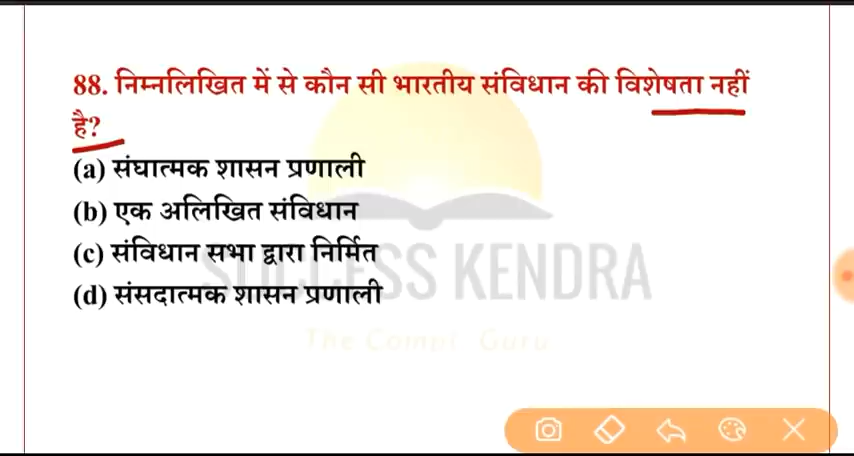 88. निम्नलिखित में से कौन सी भारतीय संविधान की विशेषता नहीं
है?
(a) संघात्मक शासन प्रणाली
(b) एक अलिखित संविधान
(c) संविधान सभा द्वारा निर्मित
(d) संसदात्मक शासन प्रणाली
SUCCESS KENDRA
The Compt Guru